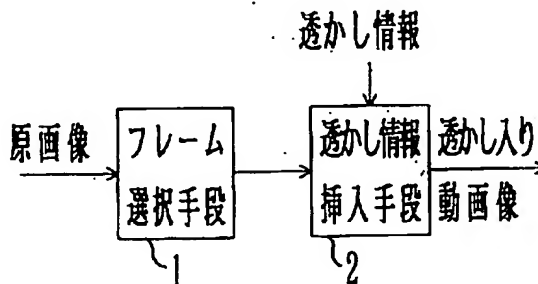 透かし情報
原画像
フレーム
選択手段
透かし情報
挿入手段
透かし入り
動画像
1
2